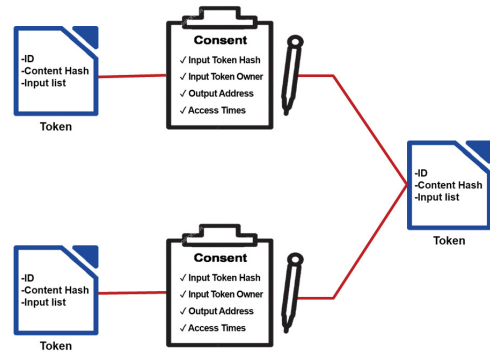 -ID
-Content Hash
-Input list
Token
Consent
✓ Input Token Hash
✓ Input Token Owner
✓ Output Address
✓ Access Times
-ID
-Content Hash
-Input list
Token
-ID
-Content Hash
-Input list
Token
Consent
✓ Input Token Hash
✓ Input Token Owner
✓ Output Address
✓ Access Times